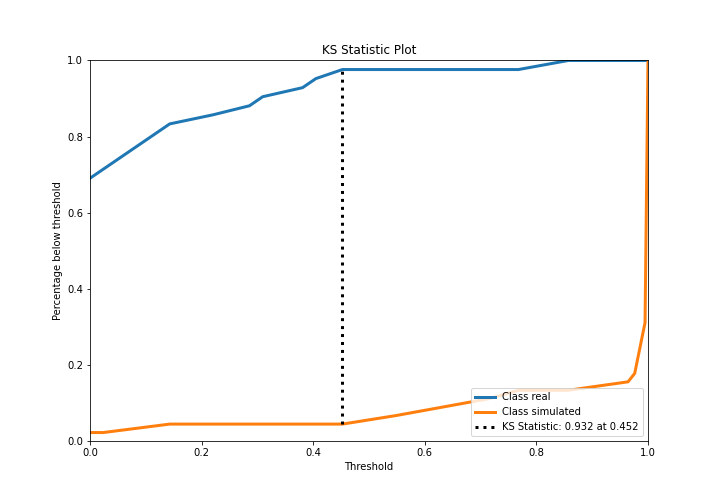 KS Statistic Plot
Percentage below threshold
1.0
0.8
0.6
0.4
0.2
0.0
0.0 0.2 0.4 0.6 0.8 1.0
Threshold
Class real
Class simulated
KS Statistic: 0.932 at 0.452